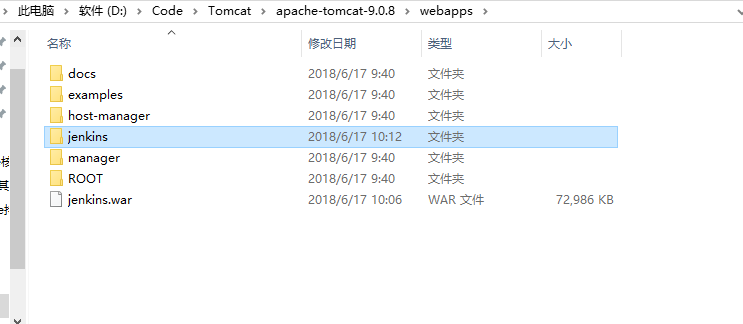 此电脑 > 软件 (D:) > Code > Tomcat > apache-tomcat-9.0.8 > webapps >
名称 修改日期 类型 大小
docs 2018/6/17 9:40 文件夹
examples 2018/6/17 9:40 文件夹
host-manager 2018/6/17 9:40 文件夹
jenkins 2018/6/17 10:12 文件夹
manager 2018/6/17 9:40 文件夹
ROOT 2018/6/17 9:40 文件夹
jenkins.war 2018/6/17 10:06 WAR 文件 72,986 KB